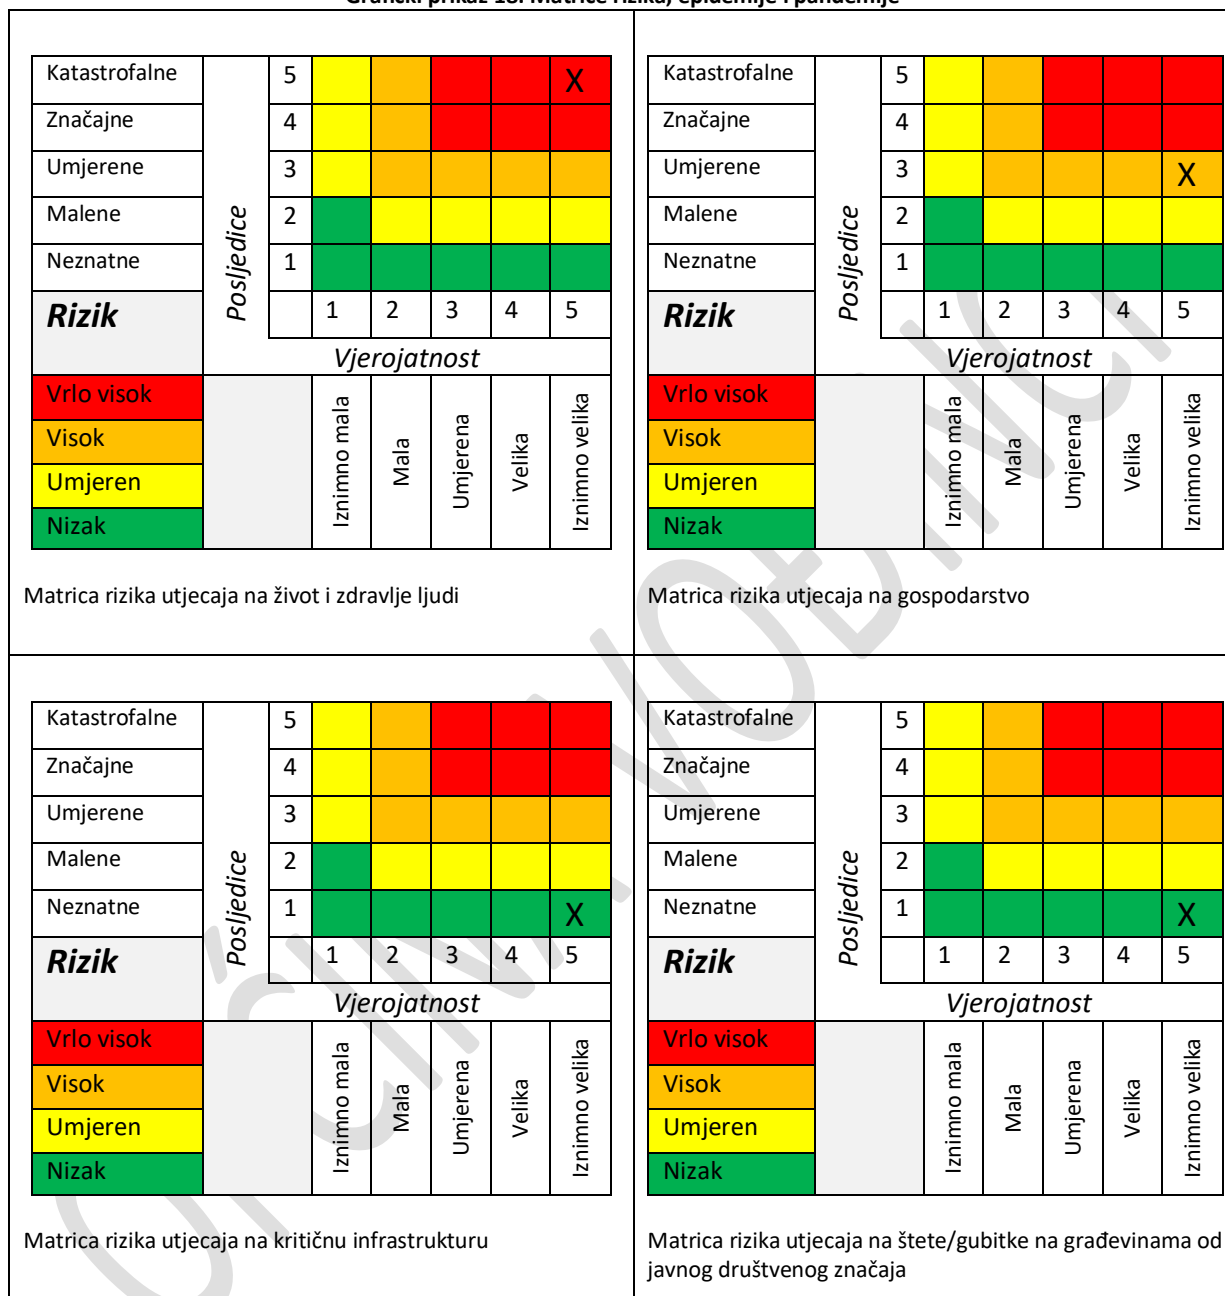 Grafički prikaz 18. Matrice rizika, epidemije i pandemije
Katastrofalne 5 X
Značajne 4
Umjerene 3
Malene 2
Neznatne 1
Posljedice
Rizik 1 2 3 4 5
Vjerojatnost
Vrlo visok
Visok
Umjeren
Nizak
Iznimno mala
Mala
Umjerena
Velika
Iznimno velika
Matrica rizika utjecaja na život i zdravlje ljudi
Katastrofalne 5
Značajne 4
Umjerene 3 X
Malene 2
Neznatne 1
Posljedice
Rizik 1 2 3 4 5
Vjerojatnost
Vrlo visok
Visok
Umjeren
Nizak
Iznimno mala
Mala
Umjerena
Velika
Iznimno velika
Matrica rizika utjecaja na gospodarstvo
Katastrofalne 5
Značajne 4
Umjerene 3
Malene 2
Neznatne 1 X
Posljedice
Rizik 1 2 3 4 5
Vjerojatnost
Vrlo visok
Visok
Umjeren
Nizak
Iznimno mala
Mala
Umjerena
Velika
Iznimno velika
Matrica rizika utjecaja na kritičnu infrastrukturu
Katastrofalne 5
Značajne 4
Umjerene 3
Malene 2
Neznatne 1 X
Posljedice
Rizik 1 2 3 4 5
Vjerojatnost
Vrlo visok
Visok
Umjeren
Nizak
Iznimno mala
Mala
Umjerena
Velika
Iznimno velika
Matrica rizika utjecaja na štete/gubitke na građevinama od
javnog društvenog značaja